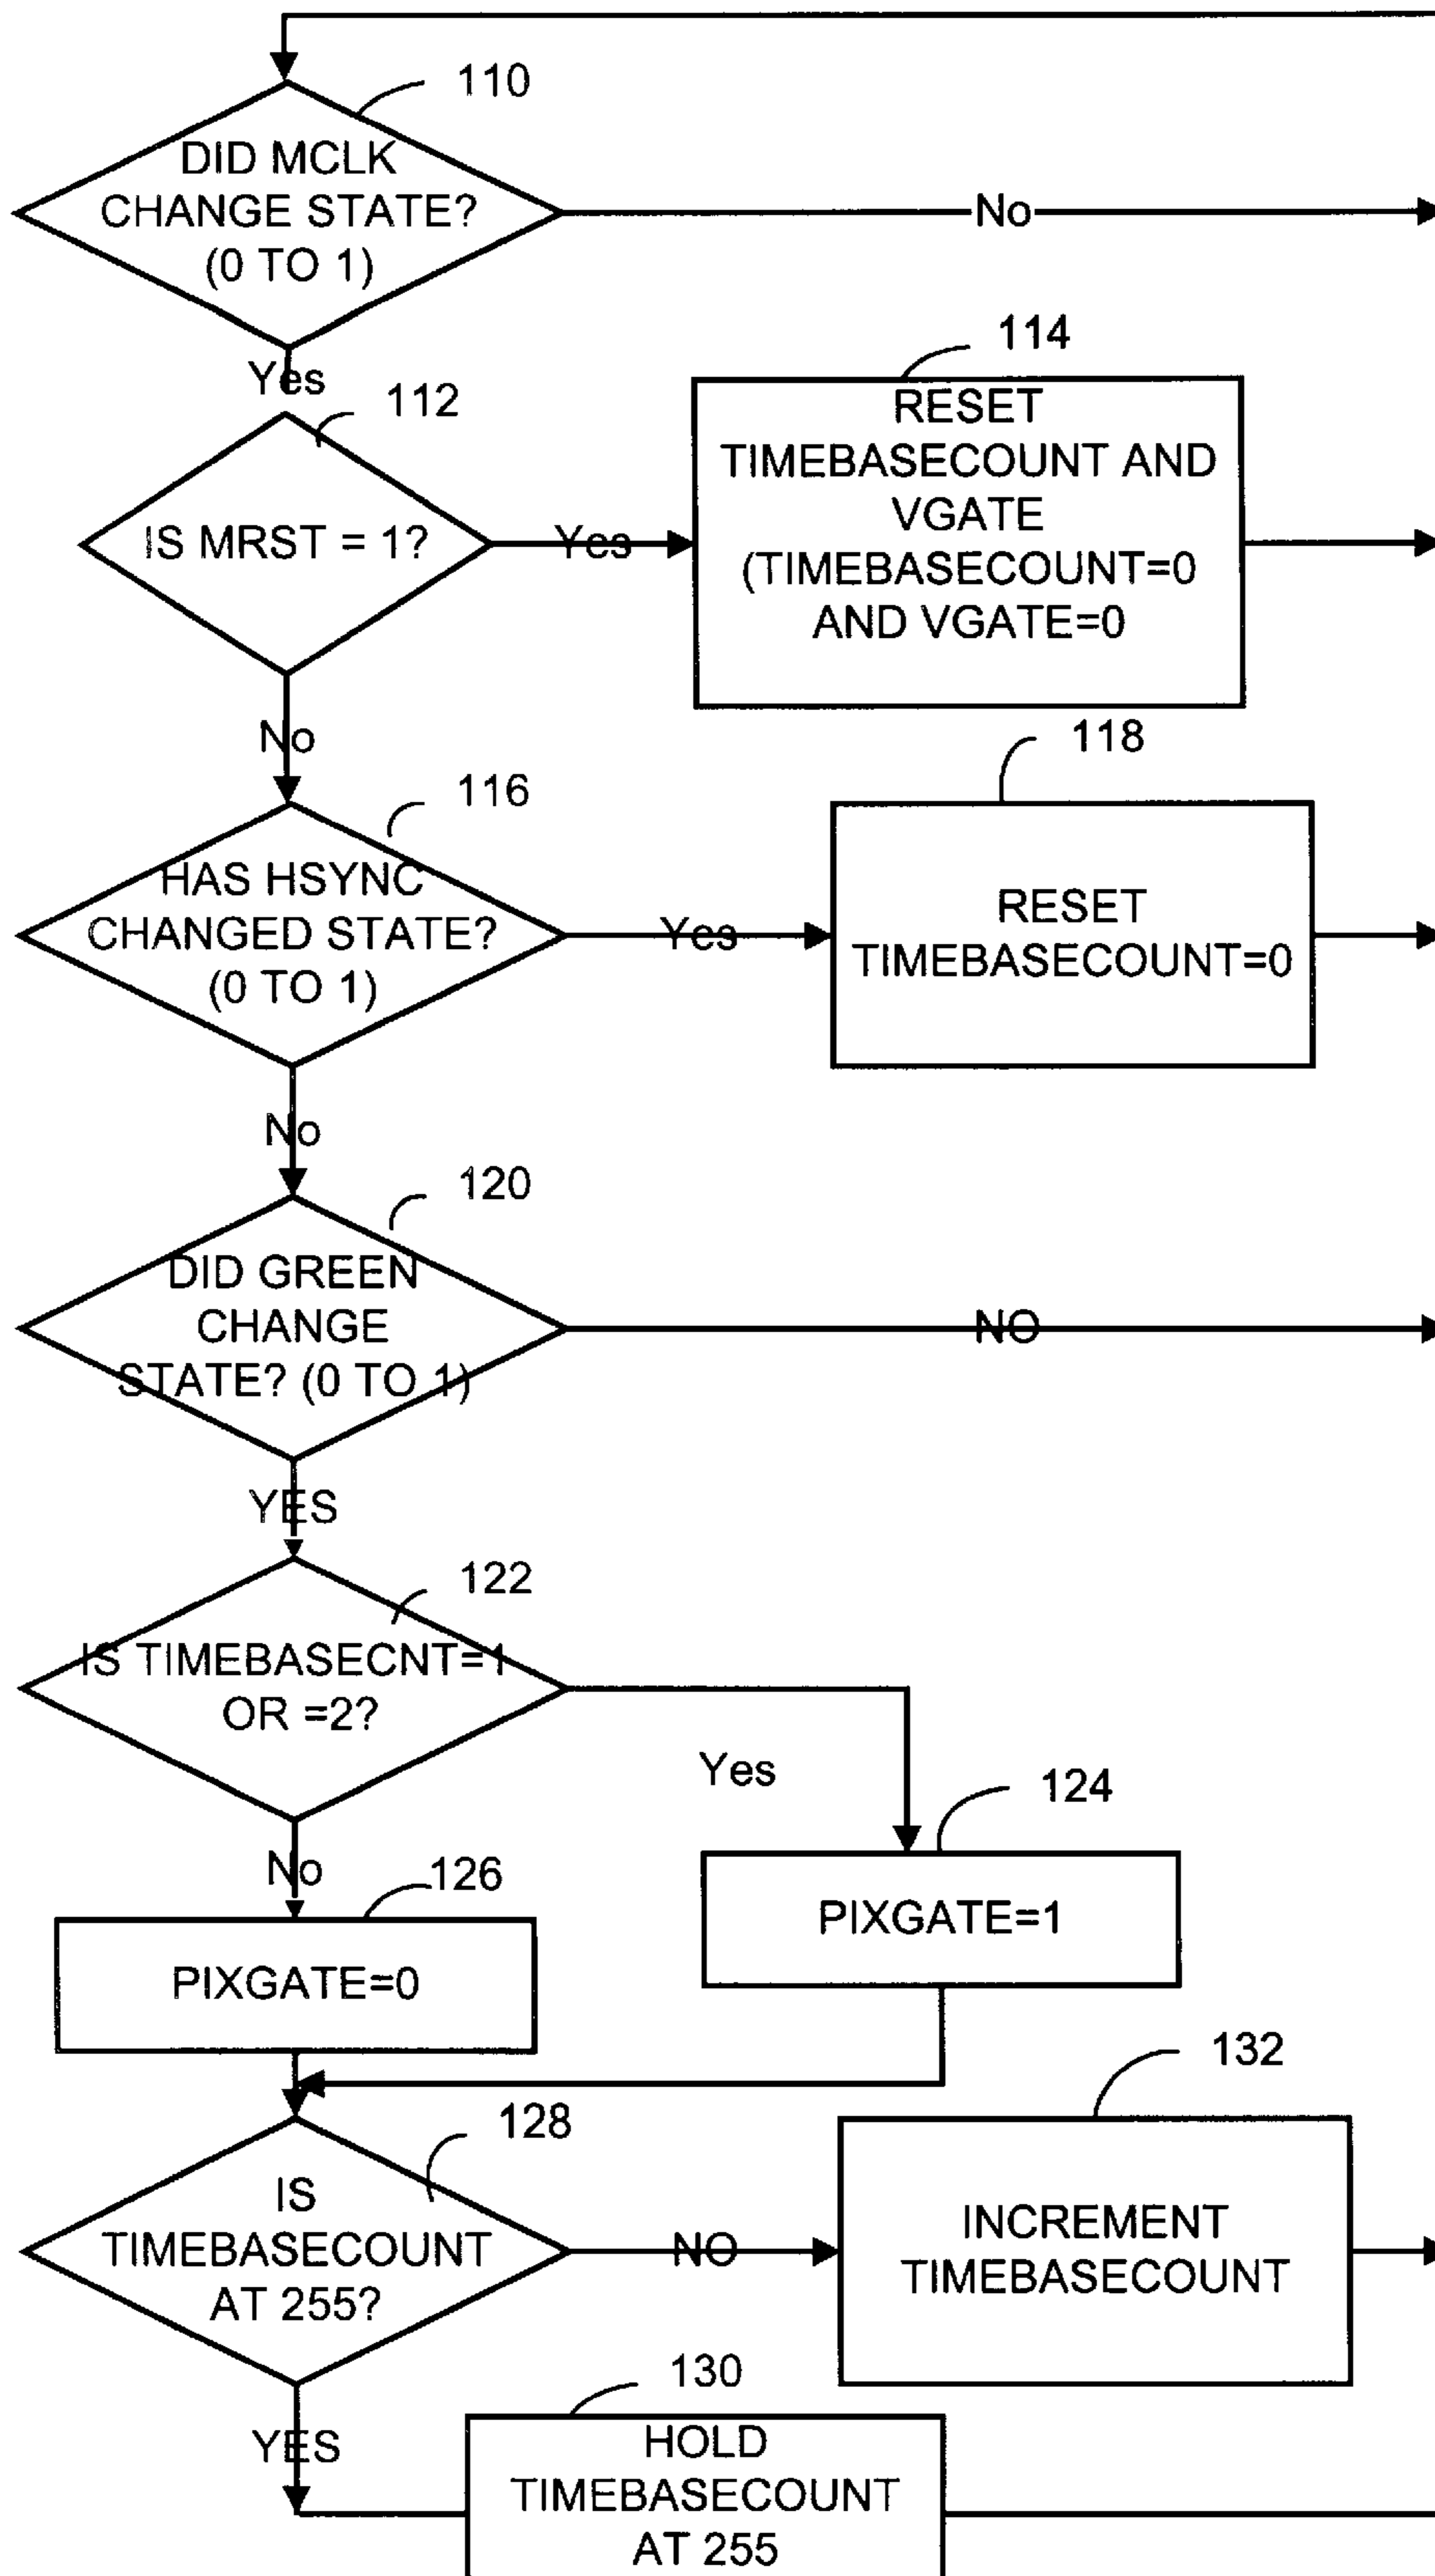 110
DID MCLK
CHANGE STATE?
(0 TO 1)
No
Yes
112
IS MRST = 1?
Yes
114
RESET
TIMEBASECOUNT AND
VGATE
(TIMEBASECOUNT=0
AND VGATE=0
No
116
HAS HSYNC
CHANGED STATE?
(0 TO 1)
Yes
118
RESET
TIMEBASECOUNT=0
No
120
DID GREEN
CHANGE
STATE? (0 TO 1)
NO
YES
122
IS TIMEBASECNT=1
OR =2?
Yes
124
PIXGATE=1
No
126
PIXGATE=0
128
IS
TIMEBASECOUNT
AT 255?
NO
132
INCREMENT
TIMEBASECOUNT
YES
130
HOLD
TIMEBASECOUNT
AT 255